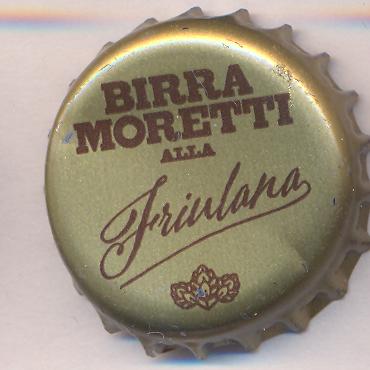 BIRRA
MORETTI
ALLA
Friulana